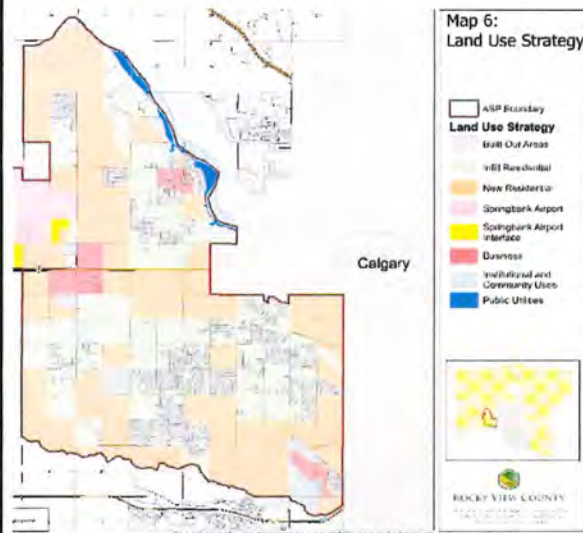 Map 6:
Land Use Strategy
ASP Boundary
Land Use Strategy
Built Out Areas
Infill Residential
New Residential
Springbank Airport
Springbank Airport
Interface
Business
Institutional and
Community Uses
Public Utilities
Calgary
ROCKY VIEW COUNTY